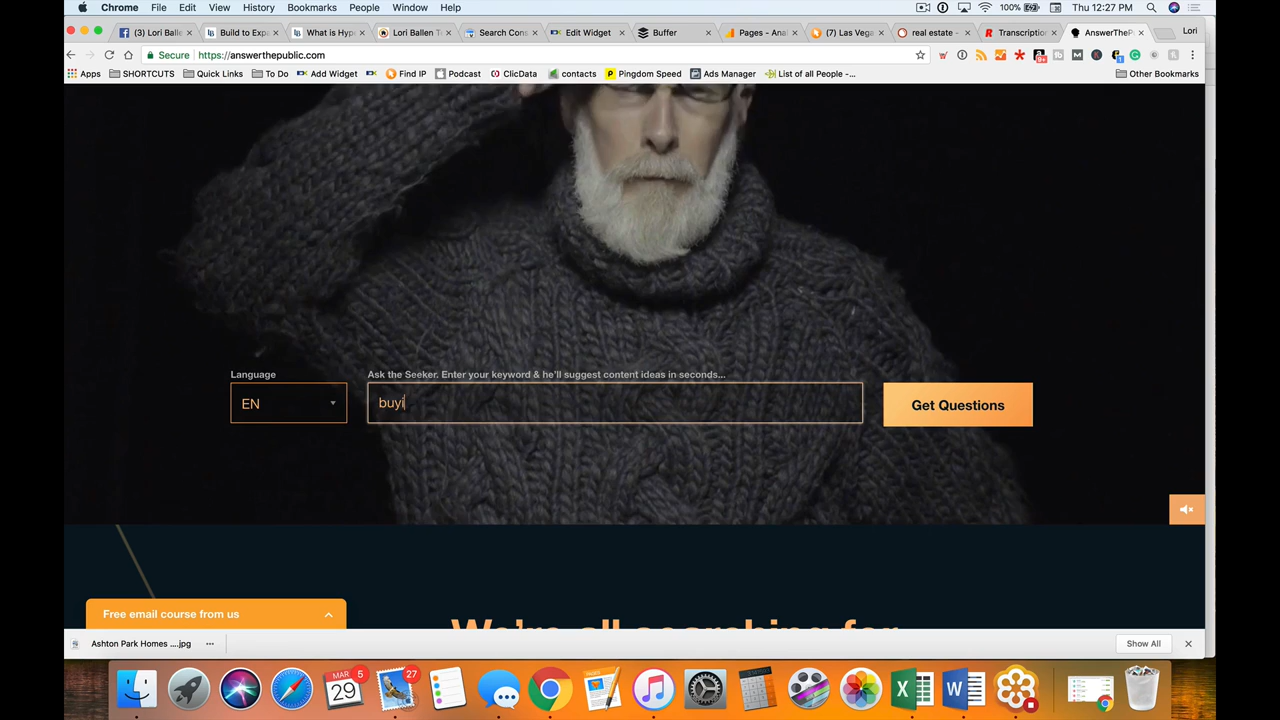 Chrome File Edit View History Bookmarks People Window Help 100% Thu 12:27 PM
(3) Lori Balle Build to Expa What is Hyp Lori Ballen T Search Cons Edit Widget Buffer Pages - Ana (7) Las Vega real estate - Transcription AnswerTheP Lori
Secure https://answerthepublic.com
Apps SHORTCUTS Quick Links To Do Add Widget Find IP Podcast ClicData contacts Pingdom Speed Ads Manager List of all People -... Other Bookmarks
Language
Ask the Seeker. Enter your keyword & he'll suggest content ideas in seconds...
EN
buyi
Get Questions
Free email course from us
We're all searching for
Ashton Park Homes ....jpg
Show All
MAR 5 27
29